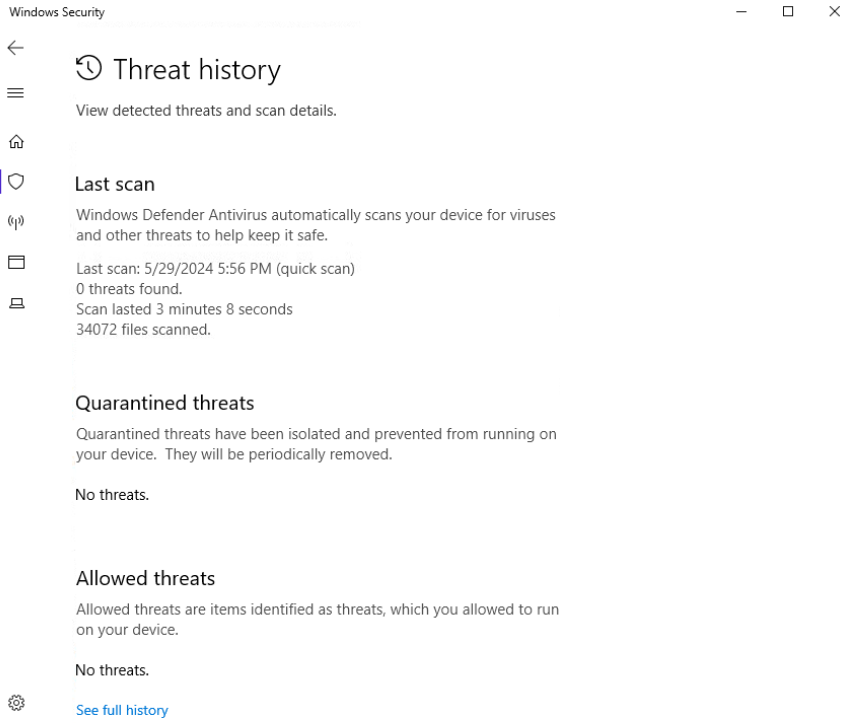 Windows Security
Threat history
View detected threats and scan details.
Last scan
Windows Defender Antivirus automatically scans your device for viruses
and other threats to help keep it safe.
Last scan: 5/29/2024 5:56 PM (quick scan)
0 threats found.
Scan lasted 3 minutes 8 seconds
34072 files scanned.
Quarantined threats
Quarantined threats have been isolated and prevented from running on
your device.  They will be periodically removed.
No threats.
Allowed threats
Allowed threats are items identified as threats, which you allowed to run
on your device.
No threats.
See full history